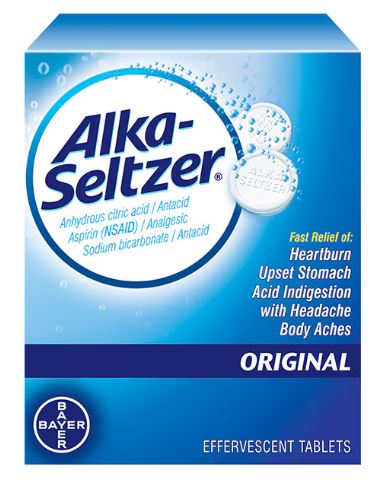 Alka-
Seltzer®
Anhydrous citric acid / Antacid
Aspirin (NSAID) / Analgesic
Sodium bicarbonate / Antacid
ALKA
SELTZER
Fast Relief of:
Heartburn
Upset Stomach
Acid Indigestion
with Headache
Body Aches
ORIGINAL
BAYER
BAYER
EFFERVESCENT TABLETS